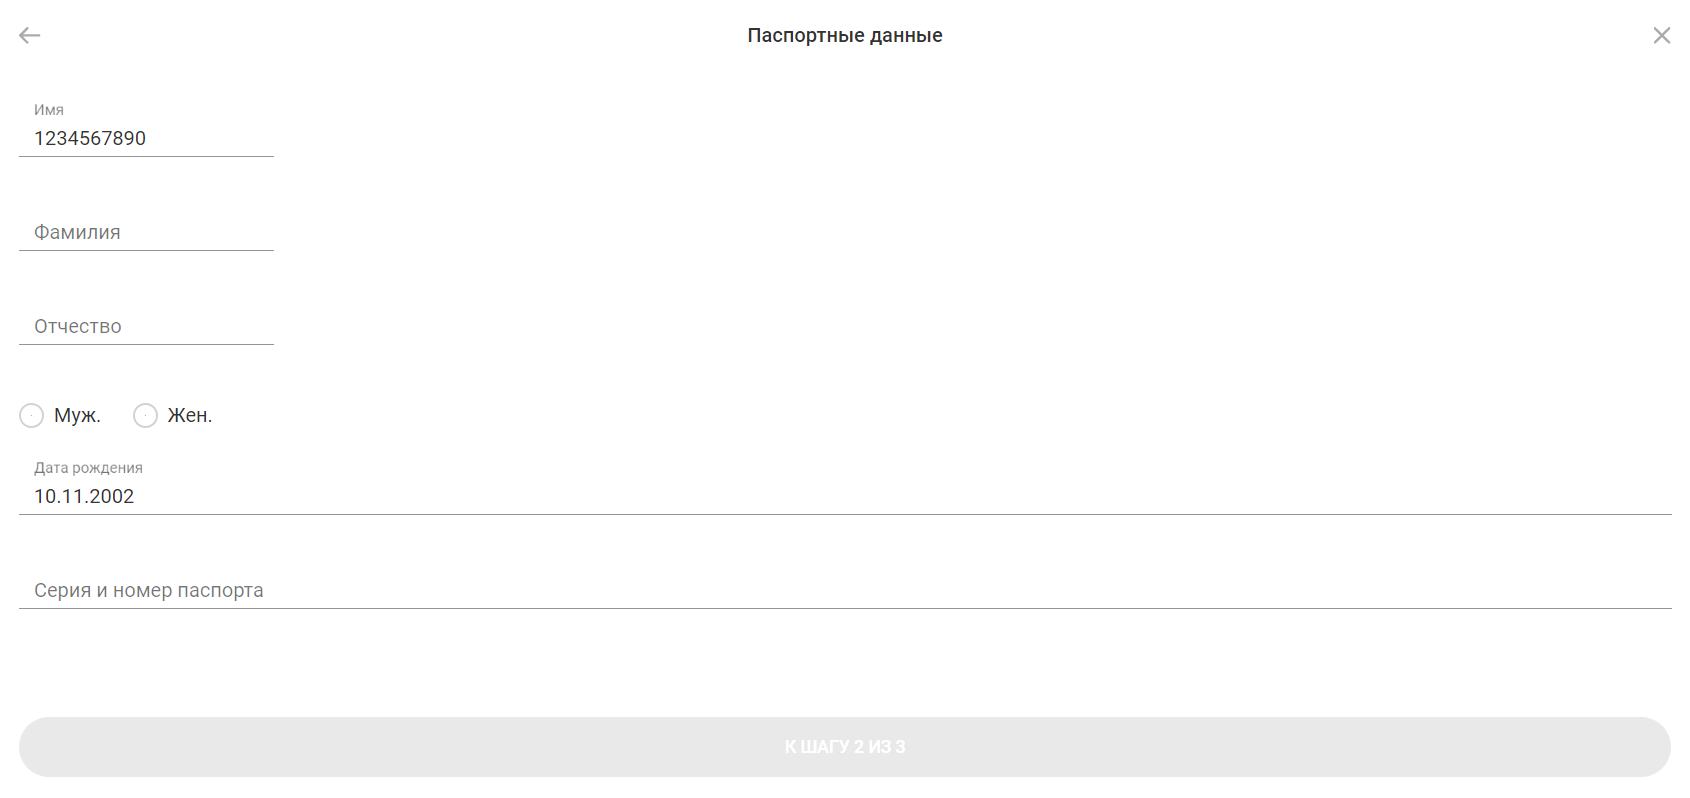 Паспортные данные
Имя
1234567890
Фамилия
Отчество
Муж. Жен.
Дата рождения
10.11.2002
Серия и номер паспорта
К ШАГУ 2 ИЗ 3